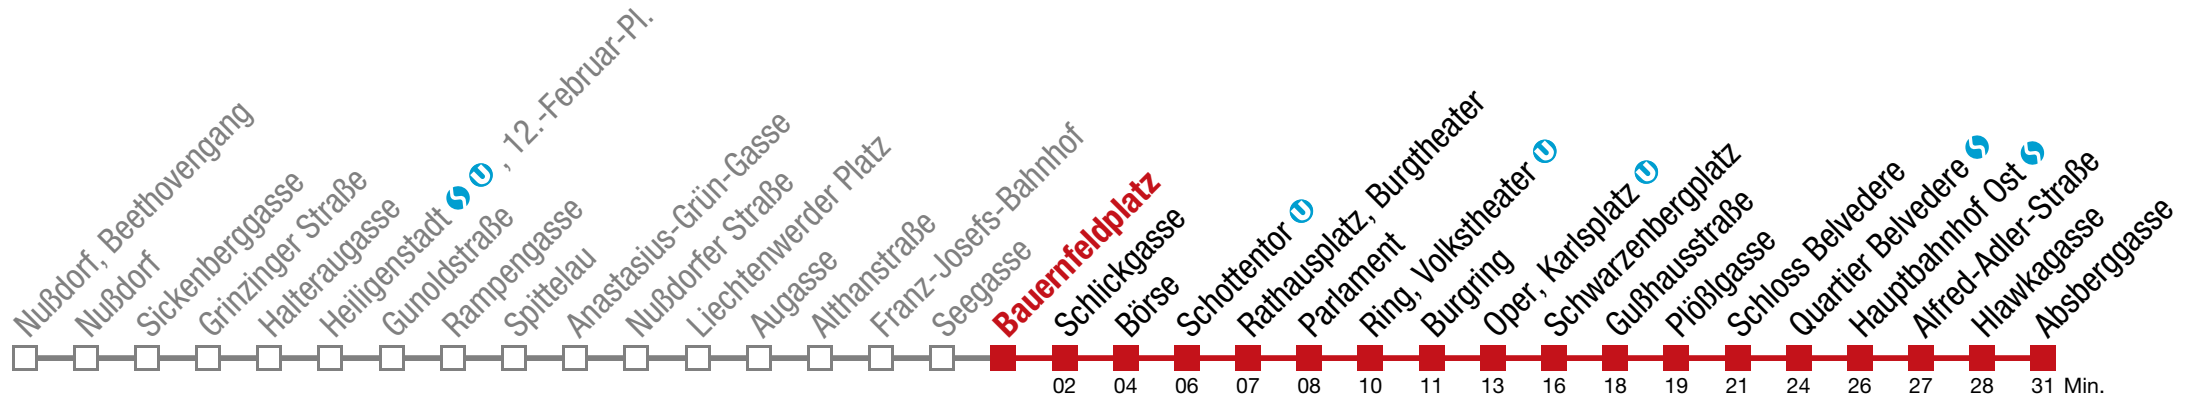 Nußdorf, Beethovengang
Nußdorf
Sickenberggasse
Grinzinger Straße
Halteraugasse
Heiligenstadt S U , 12.-Februar-Pl.
Gunoldstraße
Rampengasse
Spittelau
Anastasius-Grün-Gasse
Nußdorfer Straße
Liechtenwerder Platz
Augasse
Althanstraße
Franz-Josefs-Bahnhof
Seegasse
Bauernfeldplatz
Schlickgasse
Börse
Schottentor U
Rathausplatz, Burgtheater
Parlament
Ring, Volkstheater U
Burgring
Oper, Karlsplatz U
Schwarzenbergplatz
Gußhausstraße
Plößlgasse
Schloss Belvedere
Quartier Belvedere S
Hauptbahnhof Ost S
Alfred-Adler-Straße
Hawkagasse
Absberggasse
02 04 06 07 08 10 11 13 16 18 19 21 24 26 27 28 31 Min.